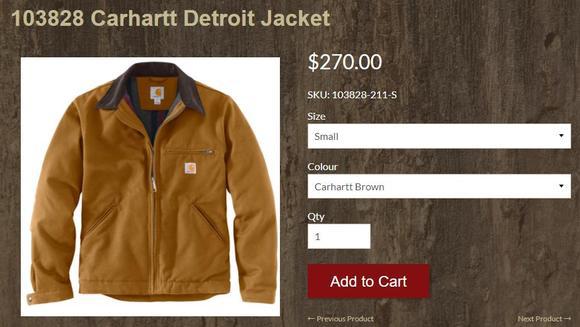 103828 Carhartt Detroit Jacket
$270.00
SKU: 103828-211-S
Size
Small
Colour
Carhartt Brown
Qty
1
Add to Cart
← Previous Product
Next Product →